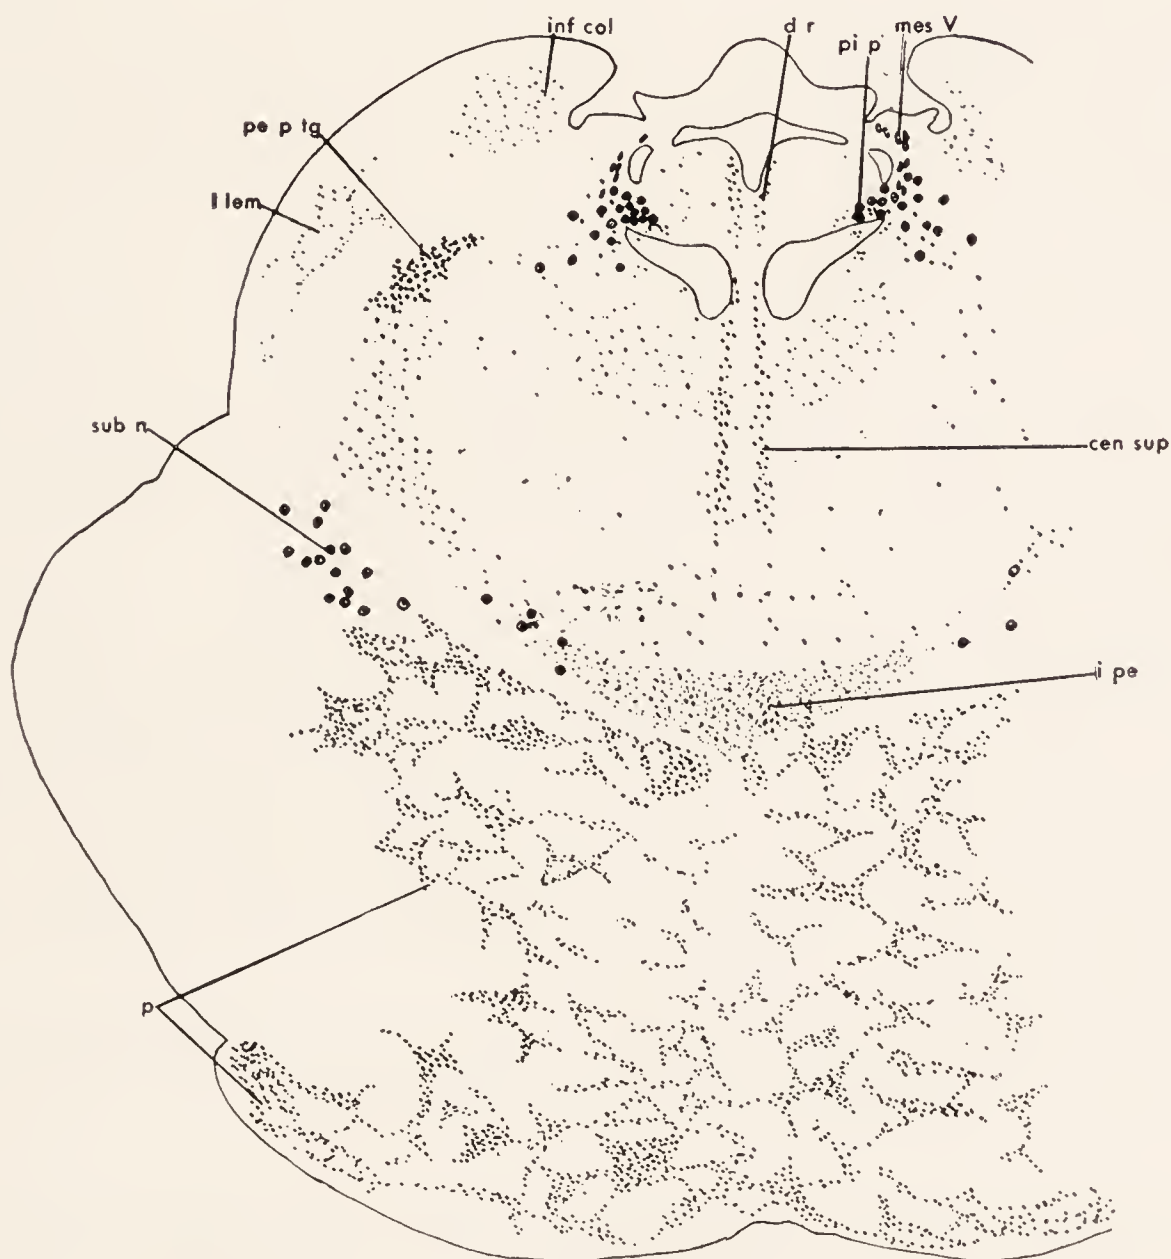 inf col
d r
pi p
mes V
pe p tg
l lem
sub n
cen sup
i pe
p